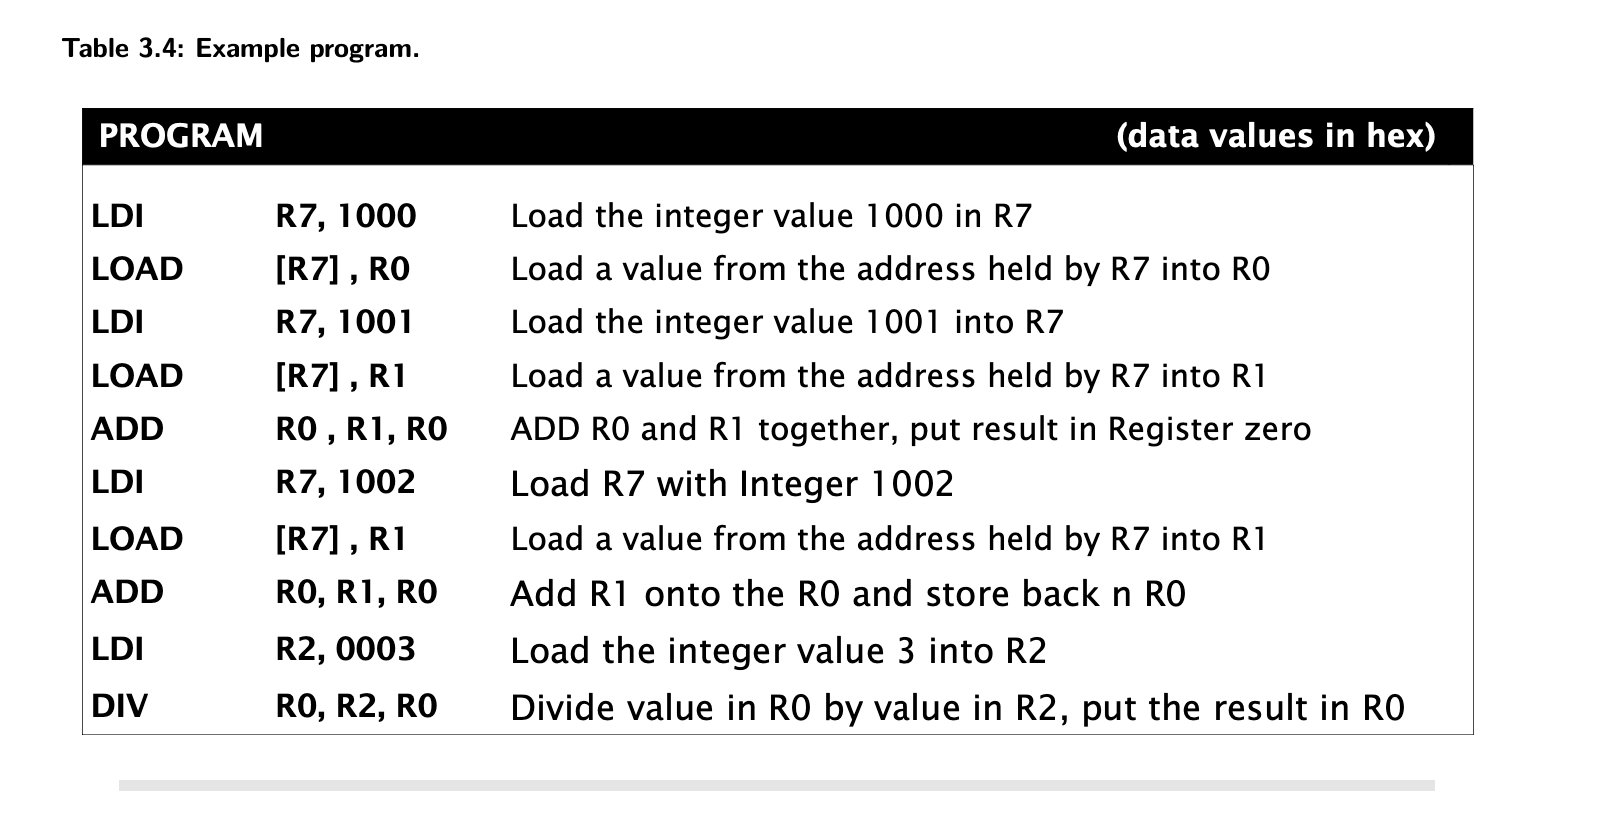 Table 3.4: Example program.
PROGRAM (data values in hex)
LDI R7, 1000 Load the integer value 1000 in R7
LOAD [R7] , R0 Load a value from the address held by R7 into R0
LDI R7, 1001 Load the integer value 1001 into R7
LOAD [R7] , R1 Load a value from the address held by R7 into R1
ADD R0 , R1, R0 ADD R0 and R1 together, put result in Register zero
LDI R7, 1002 Load R7 with Integer 1002
LOAD [R7] , R1 Load a value from the address held by R7 into R1
ADD R0, R1, R0 Add R1 onto the R0 and store back n R0
LDI R2, 0003 Load the integer value 3 into R2
DIV R0, R2, R0 Divide value in R0 by value in R2, put the result in R0